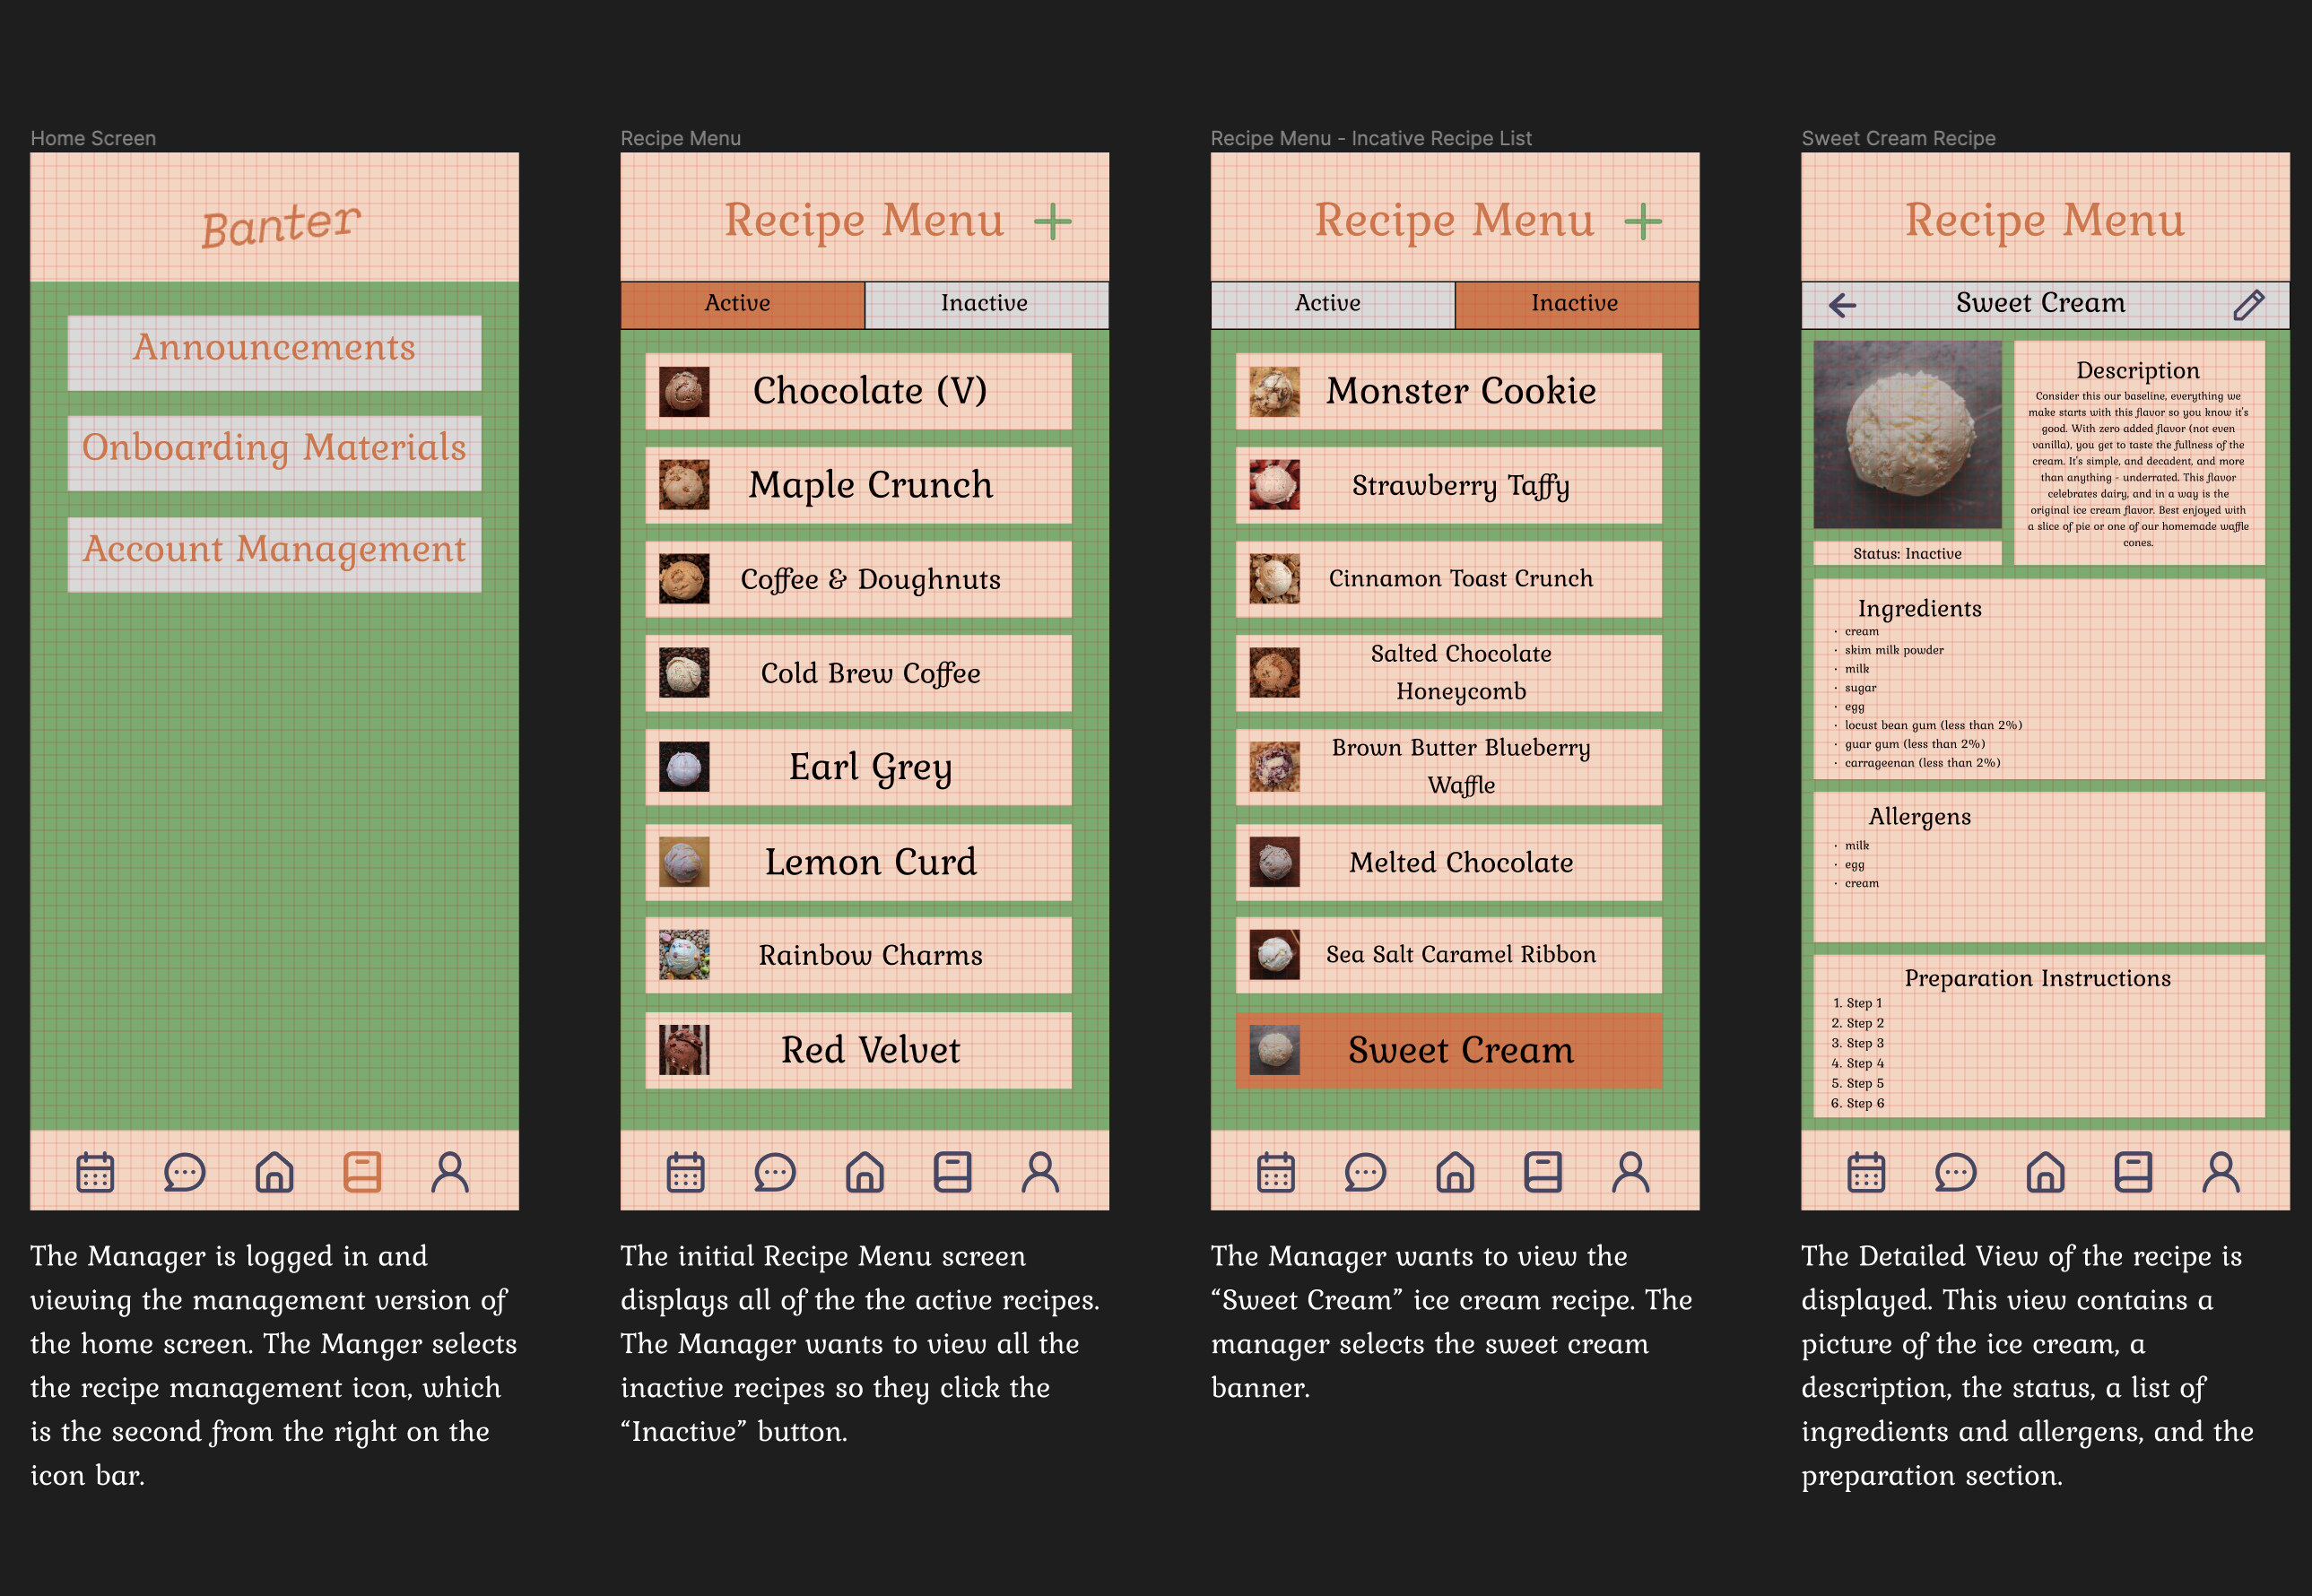 Home Screen
Banter
Announcements
Onboarding Materials
Account Management
The Manager is logged in and
viewing the management version of
the home screen. The Manger selects
the recipe management icon, which
is the second from the right on the
icon bar.
Recipe Menu
Recipe Menu
Active
Inactive
Chocolate (V)
Maple Crunch
Coffee & Doughnuts
Cold Brew Coffee
Earl Grey
Lemon Curd
Rainbow Charms
Red Velvet
The initial Recipe Menu screen
displays all of the the active recipes.
The Manager wants to view all the
inactive recipes so they click the
“Inactive” button.
Recipe Menu - Incative Recipe List
Recipe Menu
Active
Inactive
Monster Cookie
Strawberry Taffy
Cinnamon Toast Crunch
Salted Chocolate
Honeycomb
Brown Butter Blueberry
Waffle
Melted Chocolate
Sea Salt Caramel Ribbon
Sweet Cream
The Manager wants to view the
“Sweet Cream” ice cream recipe. The
manager selects the sweet cream
banner.
Sweet Cream Recipe
Recipe Menu
Sweet Cream
Status: Inactive
Description
Consider this our baseline, everything we
make starts with this flavor so you know it's
good. With zero added flavor (not even
vanilla), you get to taste the fullness of the
cream. It's simple, and decadent, and more
than anything - underrated. This flavor
celebrates dairy, and in a way is the
original ice cream flavor. Best enjoyed with
a slice of pie or one of our homemade waffle
cones.
Ingredients
· cream
· skim milk powder
· milk
· sugar
· egg
· locust bean gum (less than 2%)
· guar gum (less than 2%)
· carrageenan (less than 2%)
Allergens
· milk
· egg
· cream
Preparation Instructions
1. Step 1
2. Step 2
3. Step 3
4. Step 4
5. Step 5
6. Step 6
The Detailed View of the recipe is
displayed. This view contains a
picture of the ice cream, a
description, the status, a list of
ingredients and allergens, and the
preparation section.